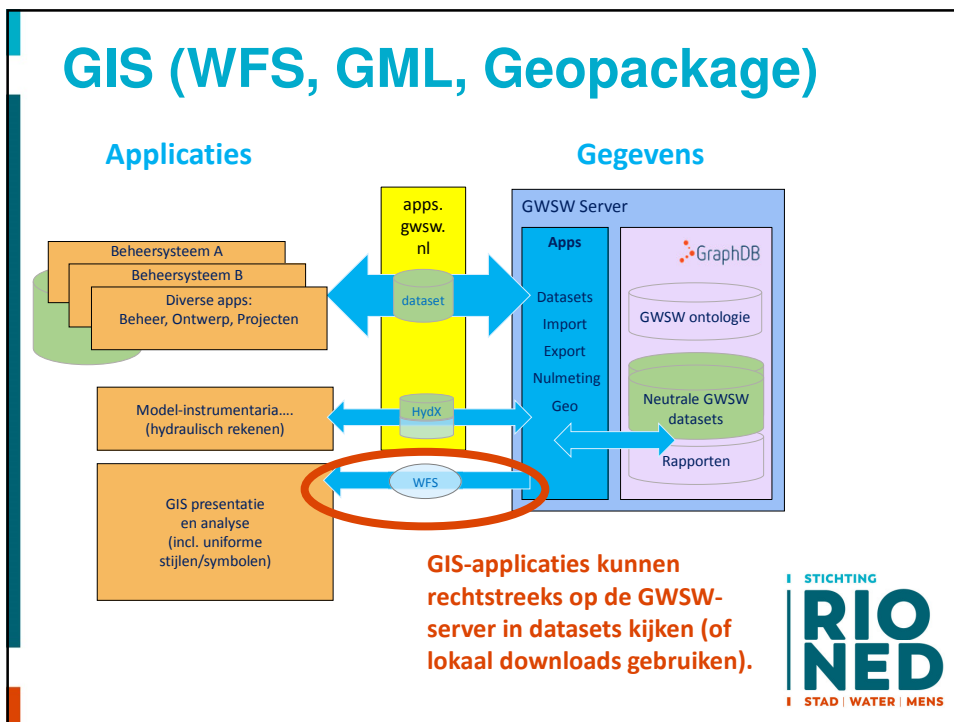 GIS (WFS, GML, Geopackage)
Applicaties
Gegevens
Beheersysteem A
Beheersysteem B
Diverse apps:
Beheer, Ontwerp, Projecten
Model-instrumentaria....
(hydraulisch rekenen)
GIS presentatie
en analyse
(incl. uniforme
stijlen/symbolen)
apps.
gwsw.
nl
dataset
HydX
WFS
GWSW Server
Apps
Datasets
Import
Export
Nulmeting
Geo
GraphDB
GWSW ontologie
Neutrale GWSW
datasets
Rapporten
GIS-applicaties kunnen
rechtstreeks op de GWSW-
server in datasets kijken (of
lokaal downloads gebruiken).
STICHTING
RIO
NED
STAD | WATER | MENS